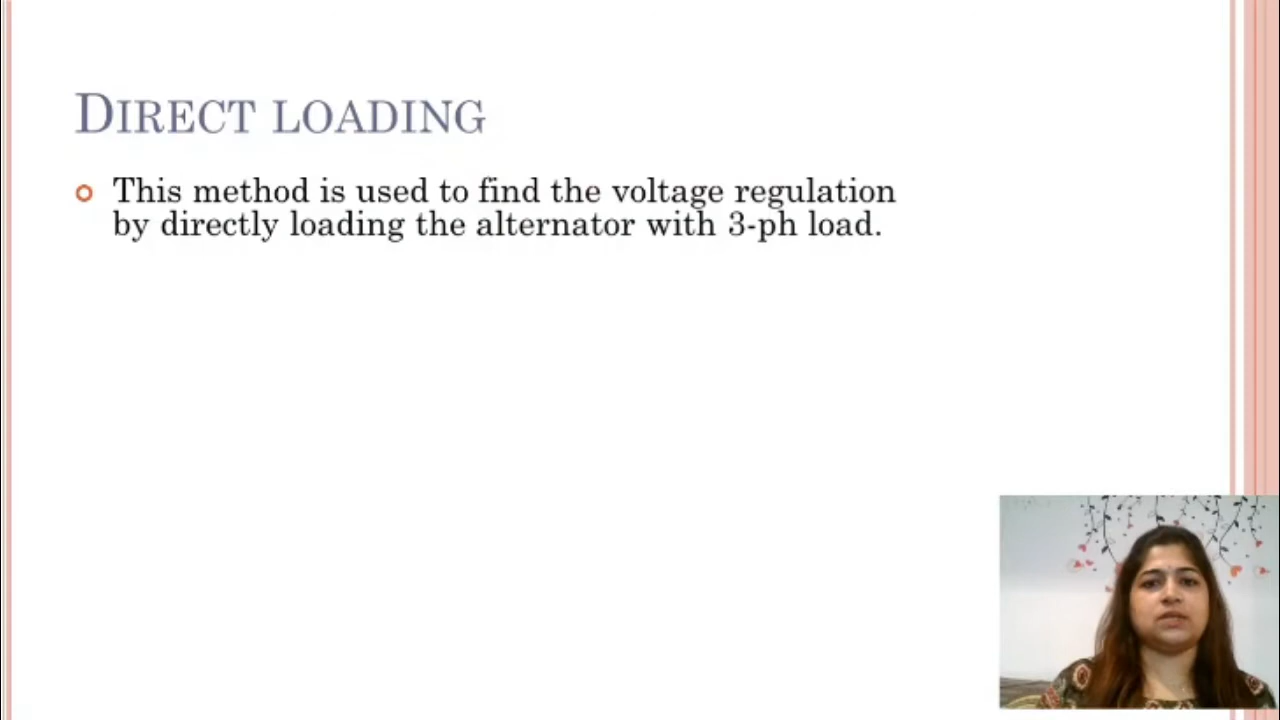 DIRECT LOADING
This method is used to find the voltage regulation
by directly loading the alternator with 3-ph load.